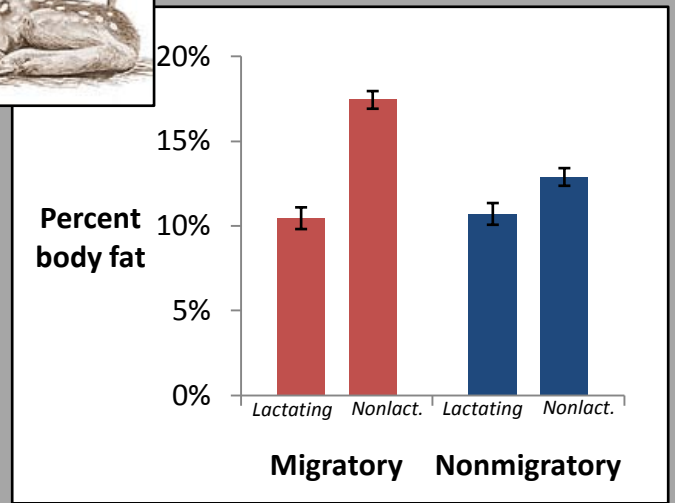 20%
15%
Percent
body fat
10%
5%
0%
Lactating Nonlact. Lactating Nonlact.
Migratory Nonmigratory